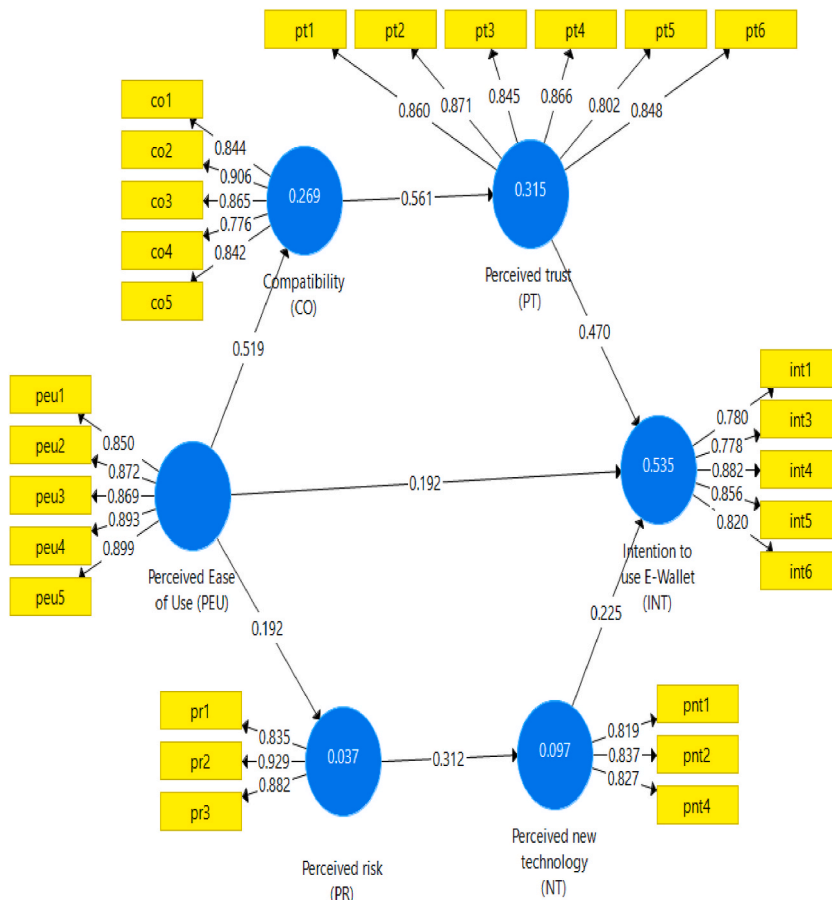 pt1 pt2 pt3 pt4 pt5 pt6
0.860 0.871 0.845 0.866 0.802 0.848
co1
co2
co3
co4
co5
0.844
0.906
0.865
0.776
0.842
0.269
Compatibility
(CO)
0.561
0.315
Perceived trust
(PT)
0.519
0.470
peu1
peu2
peu3
peu4
peu5
0.850
0.872
0.869
0.893
0.899
Perceived Ease
of Use (PEU)
0.192
0.535
Intention to
use E-Wallet
(INT)
0.780
0.778
0.882
0.856
0.820
int1
int3
int4
int5
int6
0.192
0.225
pr1
pr2
pr3
0.835
0.929
0.882
0.037
Perceived risk
(PR)
0.312
0.097
Perceived new
technology
(NT)
0.819
0.837
0.827
pnt1
pnt2
pnt4